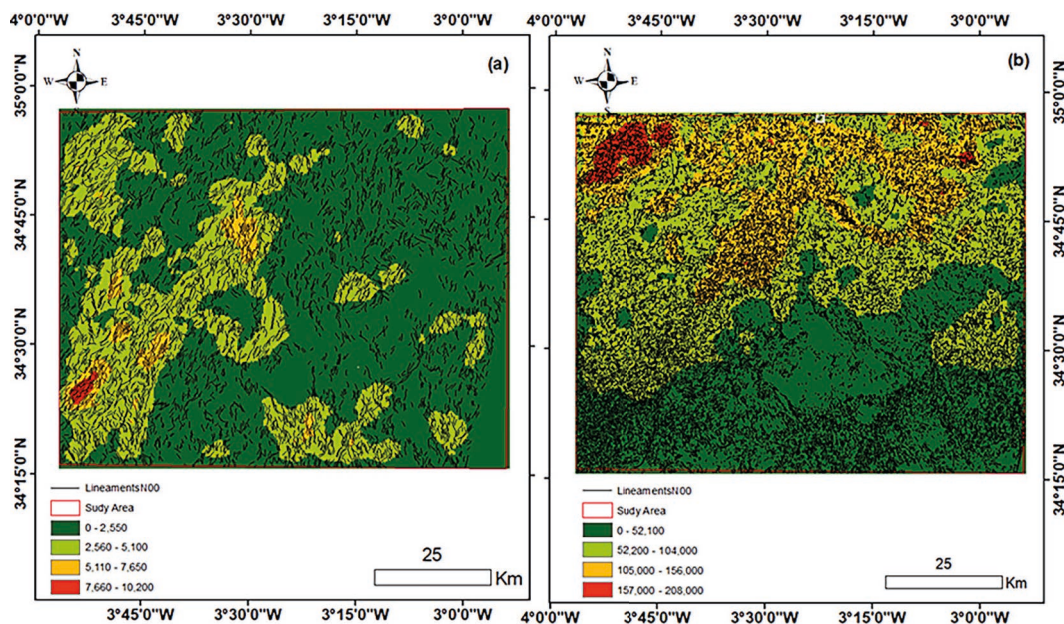 4°0'0"W 3°45'0"W 3°30'0"W 3°15'0"W 3°0'0"W
(a)
N
W E
S
35°0'0"N
34°45'0"N
34°30'0"N
34°15'0"N
LineamentsN00
Sudy Area
0 - 2,550
2,560 - 5,100
5,110 - 7,650
7,660 - 10,200
25
Km
3°45'0"W 3°30'0"W 3°15'0"W 3°0'0"W
4°0'0"W 3°45'0"W 3°30'0"W 3°15'0"W 3°0'0"W
(b)
N
W E
S
35°0'0"N
34°45'0"N
34°30'0"N
34°15'0"N
LineamentsN00
Sudy Area
0 - 52,100
52,200 - 104,000
105,000 - 156,000
157,000 - 208,000
25
Km
4°0'0"W 3°45'0"W 3°30'0"W 3°15'0"W 3°0'0"W